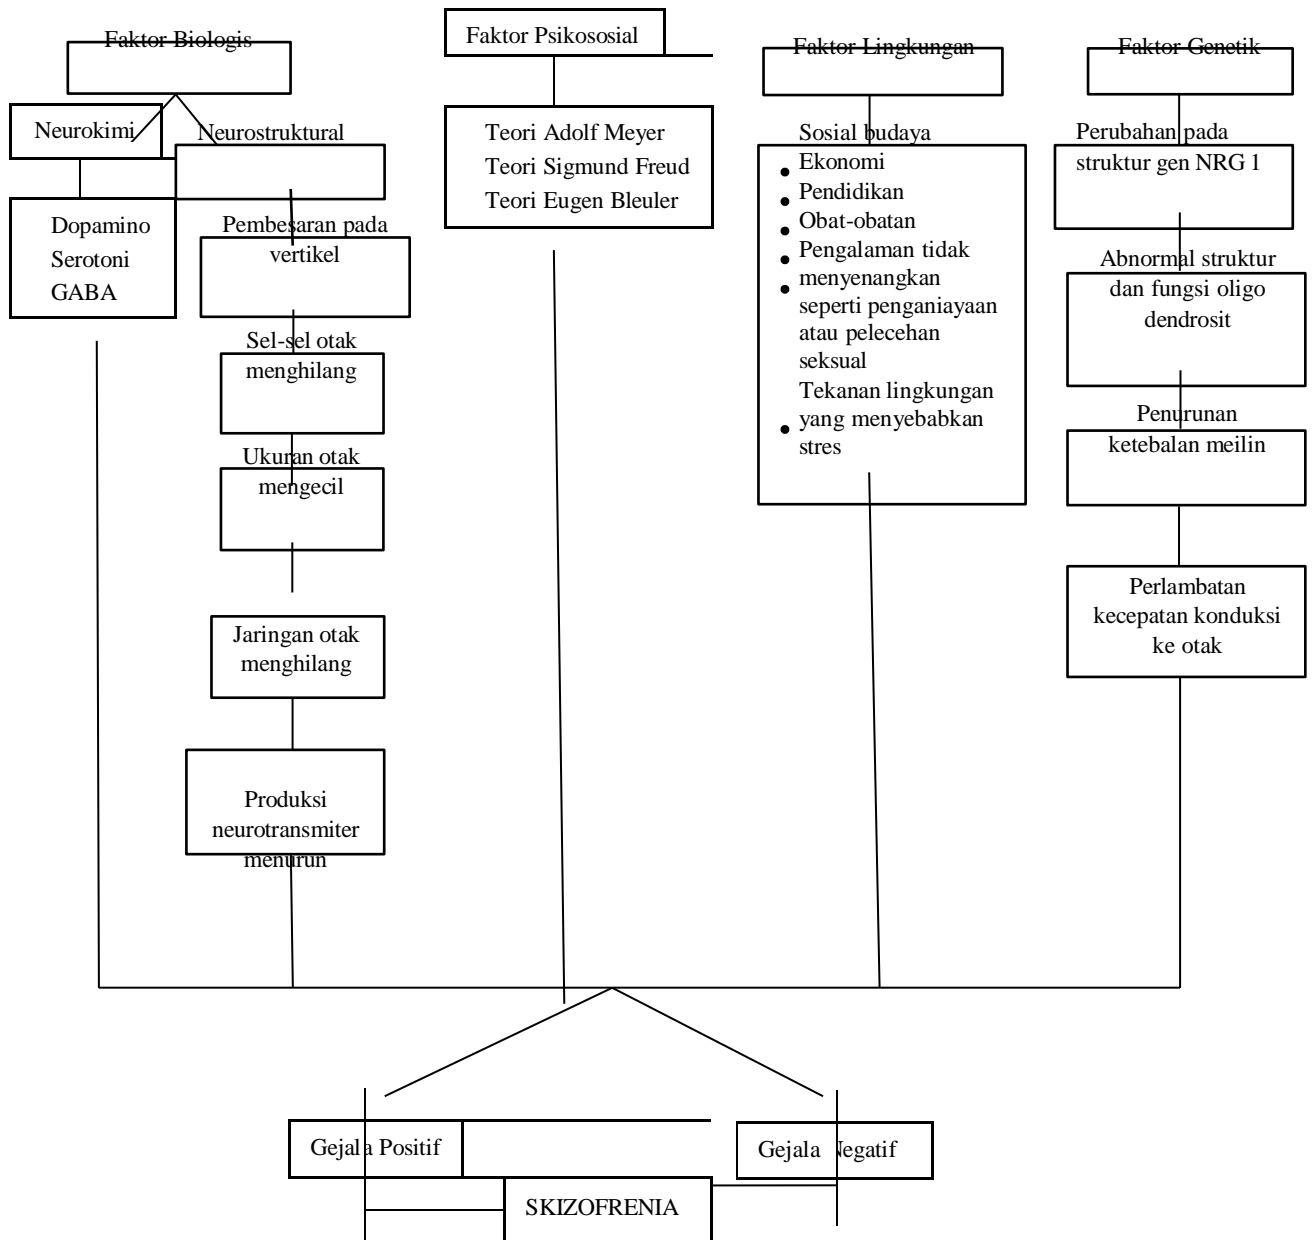 Faktor Biologis
Neurokimi
Neurostruktural
Dopamino
Serotoni
GABA
Pembesaran pada
vertikel
Sel-sel otak
menghilang
Ukuran otak
mengecil
Jaringan otak
menghilang
Produksi
neurotransmiter
menurun
Faktor Psikososial
Teori Adolf Meyer
Teori Sigmund Freud
Teori Eugen Bleuler
Faktor Lingkungan
Sosial budaya
• Ekonomi
• Pendidikan
• Obat-obatan
• Pengalaman tidak
• menyenangkan
seperti penganiayaan
atau pelecehan
seksual
Tekanan lingkungan
• yang menyebabkan
stres
Faktor Genetik
Perubahan pada
struktur gen NRG 1
Abnormal struktur
dan fungsi oligo
dendrosit
Penurunan
ketebalan meilin
Perlambatan
kecepatan konduksi
ke otak
Gejala Positif
Gejala Negatif
SKIZOFRENIA